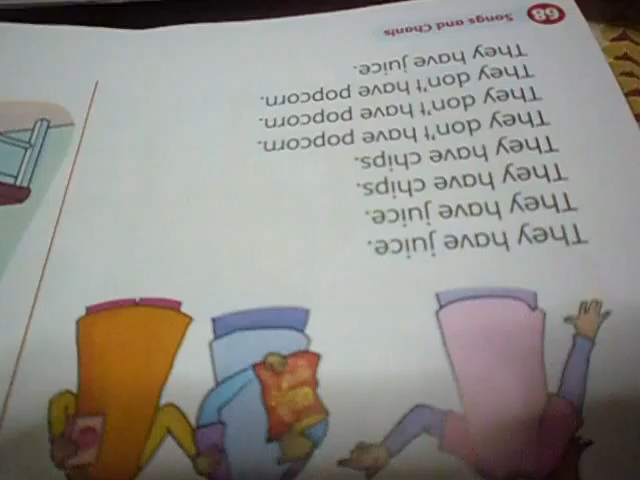 They have juice.
They have juice.
They have chips.
They have chips.
They don't have popcorn.
They don't have popcorn.
They don't have popcorn.
They have juice.
68 Songs and Chants